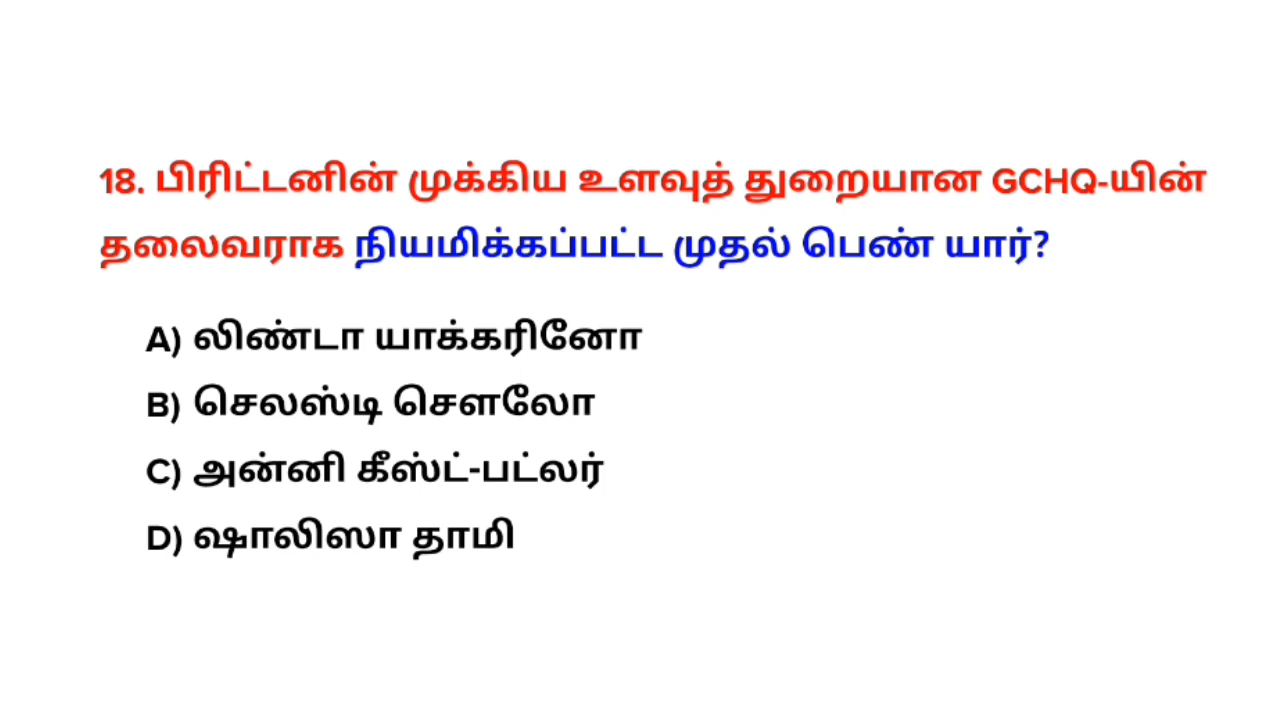 18. பிரிட்டனின் முக்கிய உளவுத் துறையான GCHQ-யின்
தலைவராக நியமிக்கப்பட்ட முதல் பெண் யார்?
A) லிண்டா யாக்கரினோ
B) செலஸ்டி சௌலோ
C) அன்னி கீஸ்ட்-பட்லர்
D) ஷாலிஸா தாமி